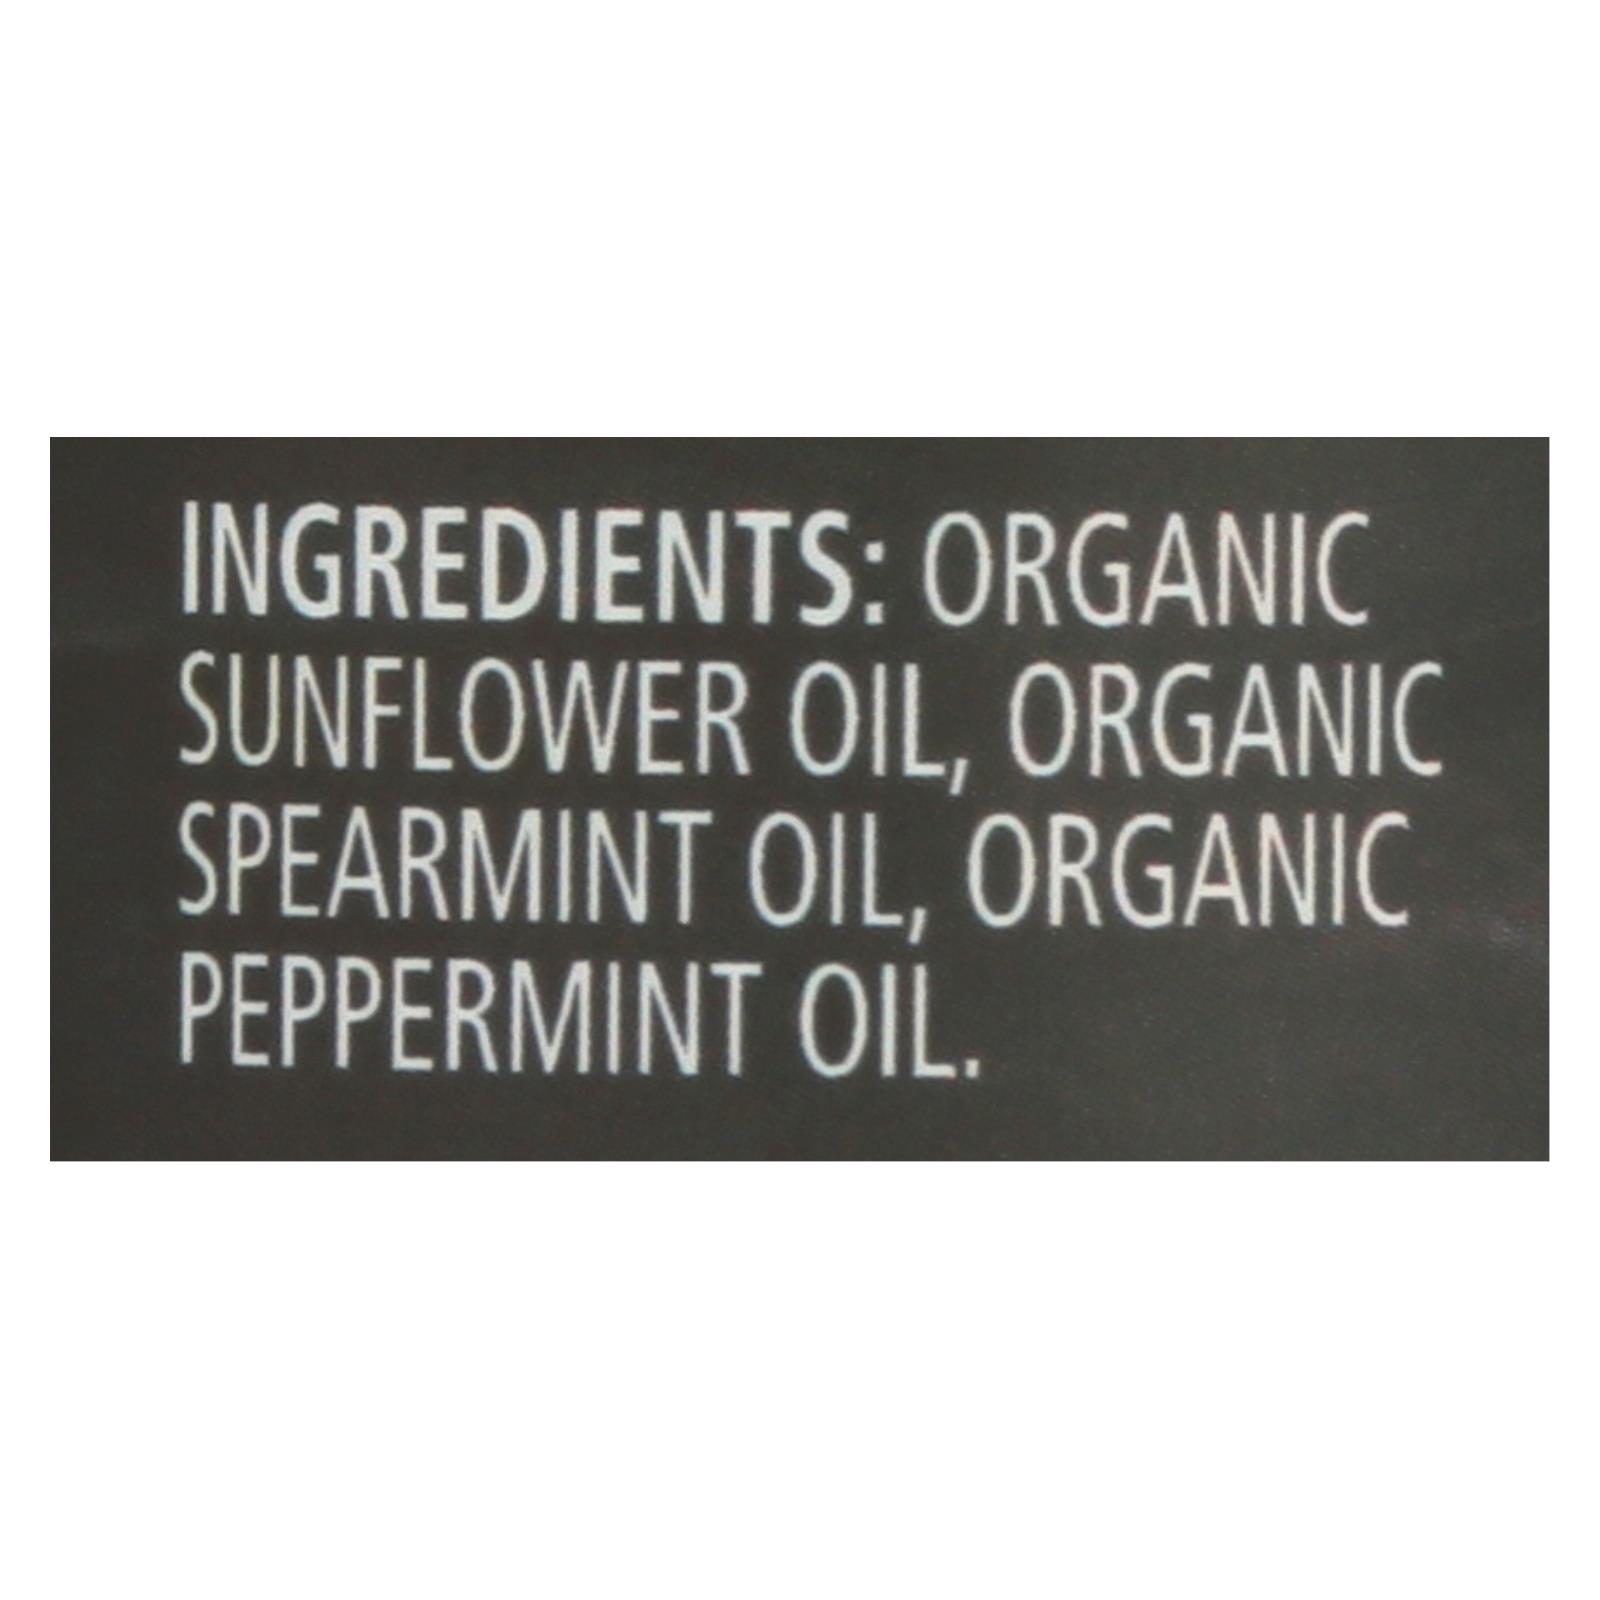 INGREDIENTS: ORGANIC
SUNFLOWER OIL, ORGANIC
SPEARMINT OIL, ORGANIC
PEPPERMINT OIL.